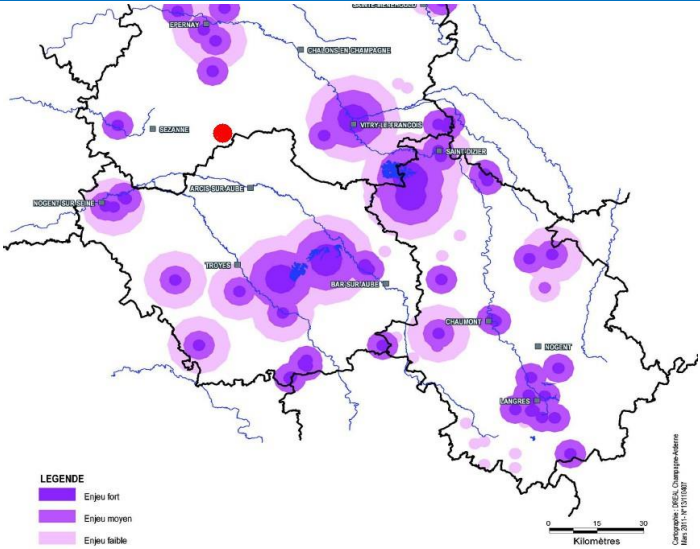 EPERNAY
CHALONS-EN-CHAMPAGNE
VITRY-LE-FRANCOIS
SEZANNE
SAINT-DIZIER
ARCIS-SUR-AUBE
NOGENT-SUR-SEINE
TROYES
BAR-SUR-AUBE
CHAUMONT
NOGENT
LANGRES
LEGENDE
Enjeu fort
Enjeu moyen
Enjeu faible
0 15 30
Kilomètres
Cartographie : DREAL Champagne-Ardenne